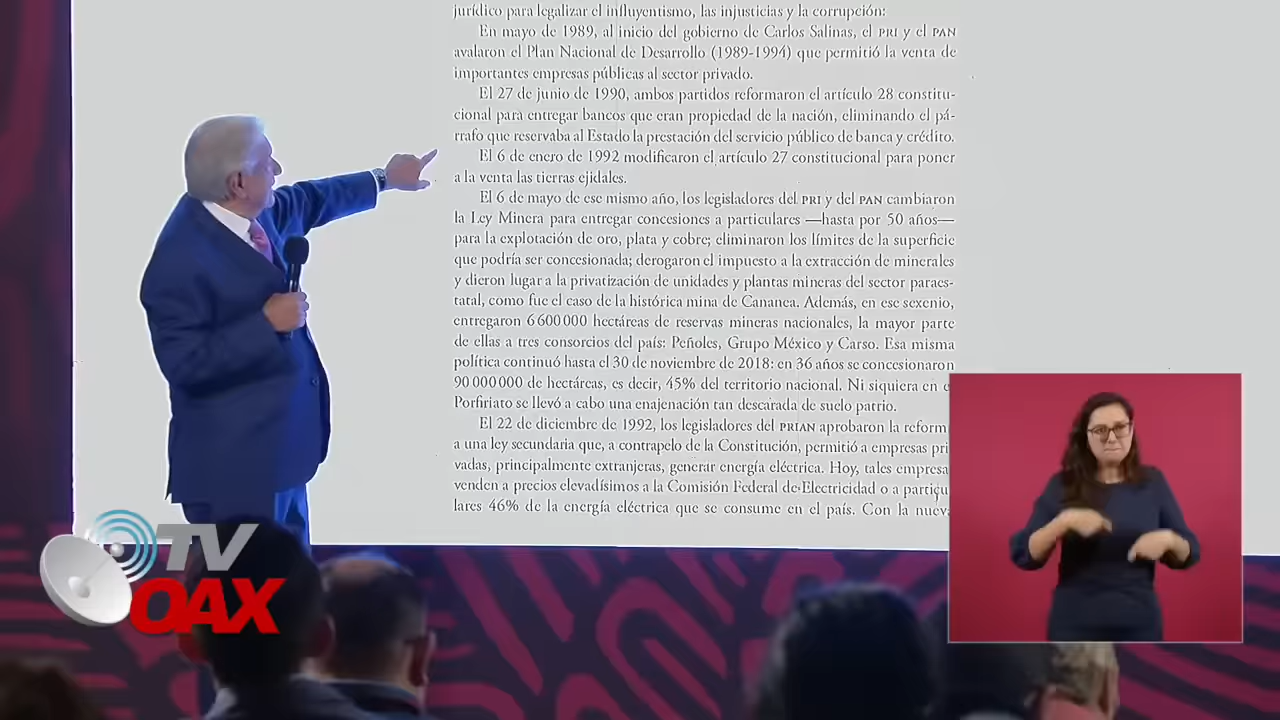 jurídico para legalizar el influyentismo, las injusticias y la corrupción:
En mayo de 1989, al inicio del gobierno de Carlos Salinas, el PRI y el PAN
avalaron el Plan Nacional de Desarrollo (1989-1994) que permitió la venta de
importantes empresas públicas al sector privado.
El 27 de junio de 1990, ambos partidos reformaron el artículo 28 constitu-
cional para entregar bancos que eran propiedad de la nación, eliminando el pá-
rrafo que reservaba al Estado la prestación del servicio público de banca y crédito.
El 6 de enero de 1992 modificaron el artículo 27 constitucional para poner
a la venta las tierras ejidales.
El 6 de mayo de ese mismo año, los legisladores del PRI y del PAN cambiaron
la Ley Minera para entregar concesiones a particulares —hasta por 50 años—
para la explotación de oro, plata y cobre; eliminaron los límites de la superficie
que podría ser concesionada; derogaron el impuesto a la extracción de minerales
y dieron lugar a la privatización de unidades y plantas mineras del sector paraes-
tatal, como fue el caso de la histórica mina de Cananea. Además, en ese sexenio,
entregaron 6 600 000 hectáreas de reservas mineras nacionales, la mayor parte
de ellas a tres consorcios del país: Peñoles, Grupo México y Carso. Esa misma
política continuó hasta el 30 de noviembre de 2018: en 36 años se concesionaron
90 000 000 de hectáreas, es decir, 45% del territorio nacional. Ni siquiera en e
Porfiriato se llevó a cabo una enajenación tan descarada de suelo patrio.
El 22 de diciembre de 1992, los legisladores del PRIAN aprobaron la reform
a una ley secundaria que, a contrapelo de la Constitución, permitió a empresas pri
vadas, principalmente extranjeras, generar energía eléctrica. Hoy, tales empresa
venden a precios elevadísimos a la Comisión Federal de Electricidad o a particu
lares 46% de la energía eléctrica que se consume en el país. Con la nuev
TV
OAX